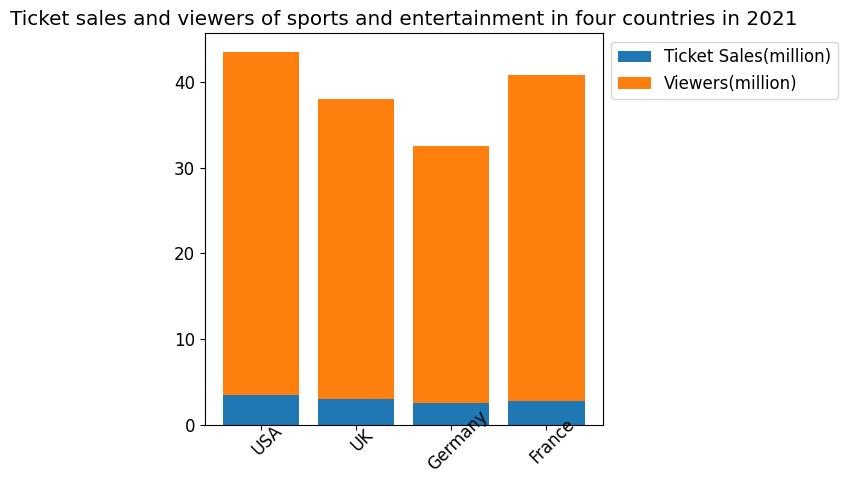 Ticket sales and viewers of sports and entertainment in four countries in 2021
Ticket Sales(million)
Viewers(million)
40
30
20
10
0
USA
UK
Germany
France